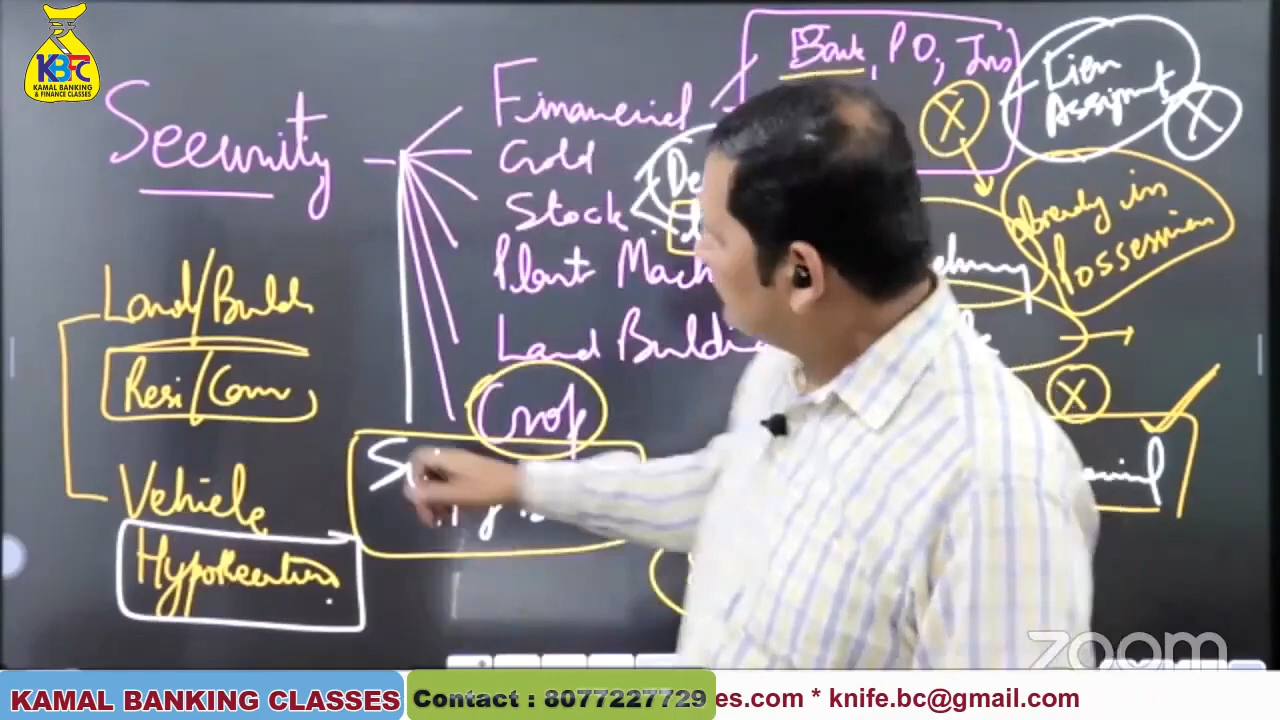 KBFC
KAMAL BANKING
& FINANCE CLASSES
Security
Financial
Gold
Stock
Plant Mach
Land Buildi
Crop
Bank, PO, Ins
X
Lien
Assignmt
X
already in
Possession
X
Land/Build
Resi/Com
Vehicle
Hypothecation
zoom
KAMAL BANKING CLASSES
Contact : 8077227729
es.com * knife.bc@gmail.com